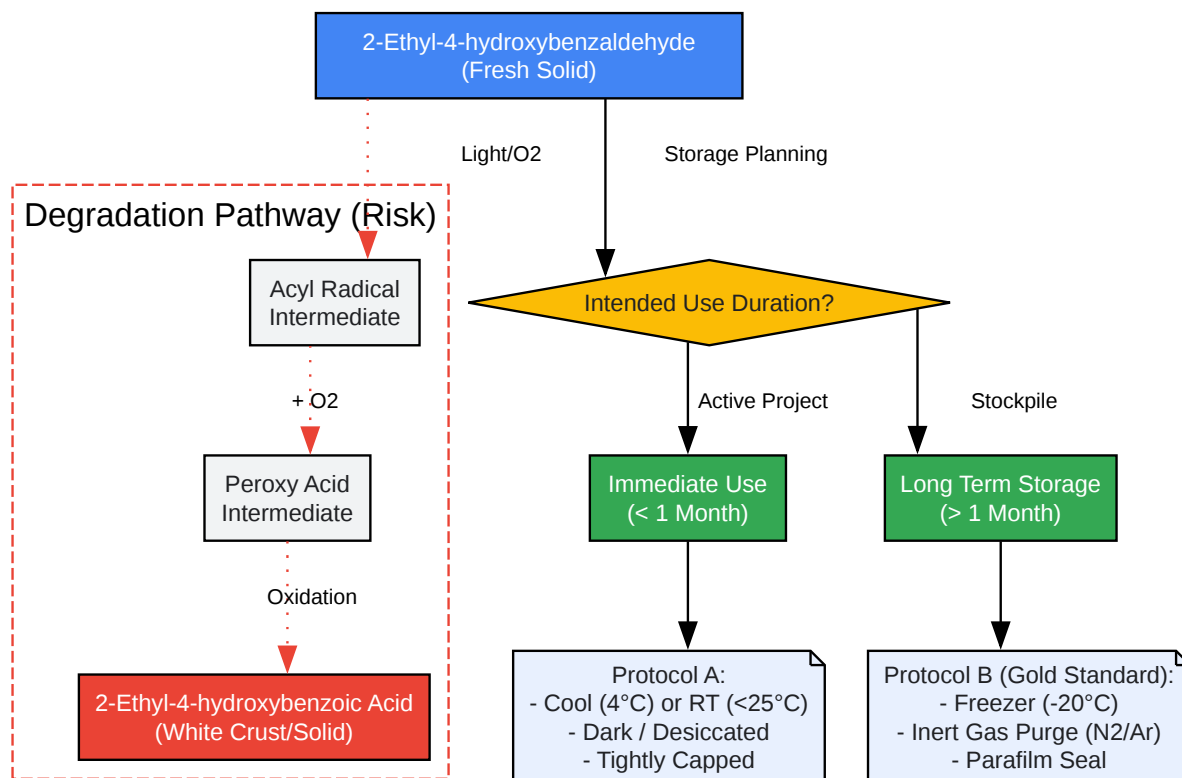 2-Ethyl-4-hydroxybenzaldehyde
(Fresh Solid)
Light/O2
Storage Planning
Degradation Pathway (Risk)
Acyl Radical
Intermediate
Intended Use Duration?
+ O2
Active Project
Stockpile
Peroxy Acid
Intermediate
Immediate Use
(< 1 Month)
Long Term Storage
(> 1 Month)
Oxidation
2-Ethyl-4-hydroxybenzoic Acid
(White Crust/Solid)
Protocol A:
- Cool (4°C) or RT (<25°C)
- Dark / Desiccated
- Tightly Capped
Protocol B (Gold Standard):
- Freezer (-20°C)
- Inert Gas Purge (N2/Ar)
- Parafilm Seal